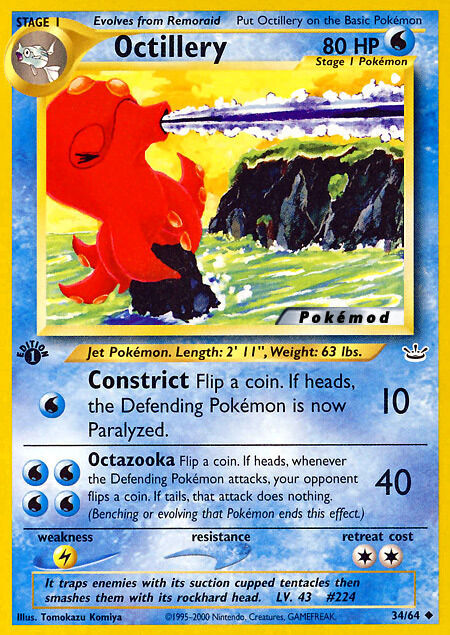 STAGE 1 Evolves from Remoraid Put Octillery on the Basic Pokémon
Octillery 80 HP
Stage 1 Pokémon
Pokémod
EDITION 1
Jet Pokémon. Length: 2' 11", Weight: 63 lbs.
Constrict Flip a coin. If heads,
the Defending Pokémon is now
Paralyzed.
10
Octazooka Flip a coin. If heads, whenever
the Defending Pokémon attacks, your opponent
flips a coin. If tails, that attack does nothing.
(Benching or evolving that Pokémon ends this effect.)
40
weakness resistance retreat cost
It traps enemies with its suction cupped tentacles then
smashes them with its rockhard head. LV. 43 #224
Illus. Tomokazu Komiya ©1995-2000 Nintendo, Creatures, GAMEFREAK. 34/64